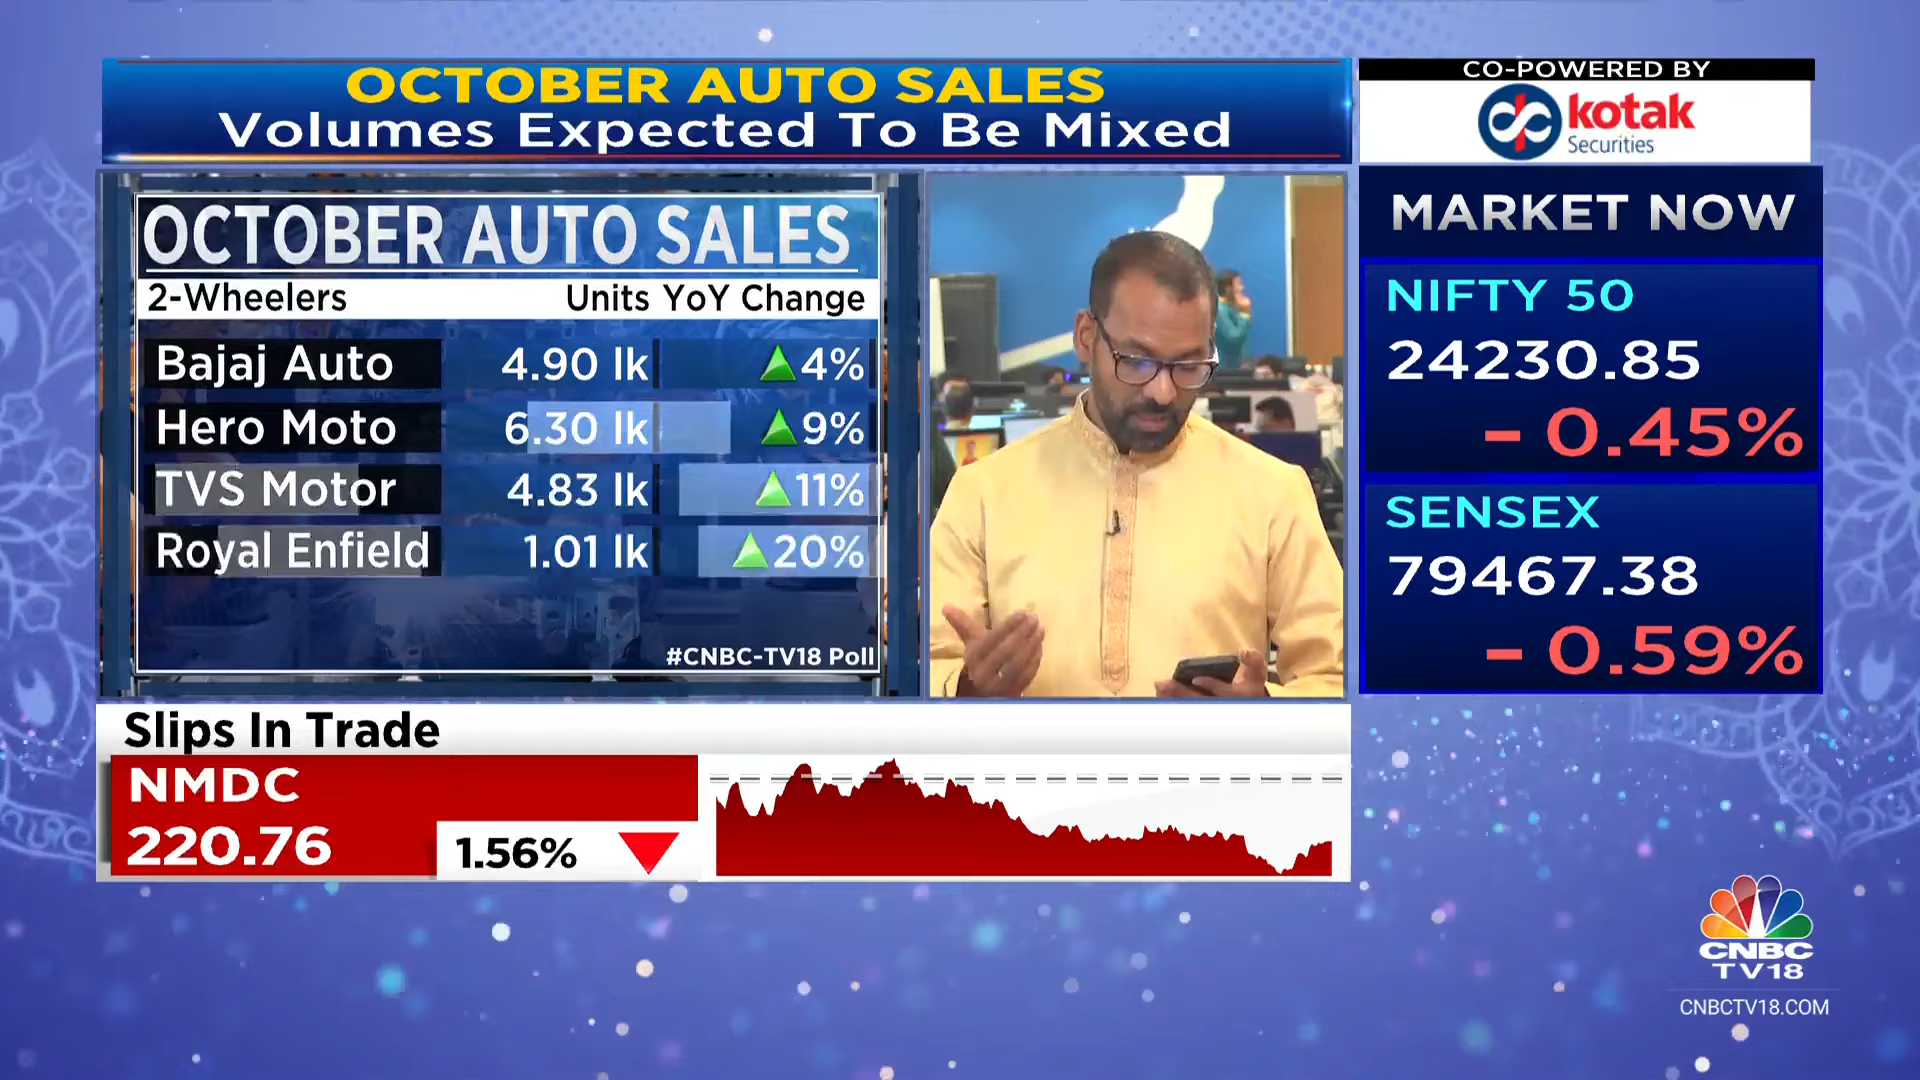 OCTOBER AUTO SALES
Volumes Expected To Be Mixed
CO-POWERED BY
kotak
Securities
OCTOBER AUTO SALES
2-Wheelers Units YoY Change
Bajaj Auto 4.90 lk 4%
Hero Moto 6.30 lk 9%
TVS Motor 4.83 lk 11%
Royal Enfield 1.01 lk 20%
#CNBC-TV18 Poll
MARKET NOW
NIFTY 50
24230.85
- 0.45%
SENSEX
79467.38
- 0.59%
Slips In Trade
NMDC
220.76
1.56%
CNBC
TV18
CNBCTV18.COM